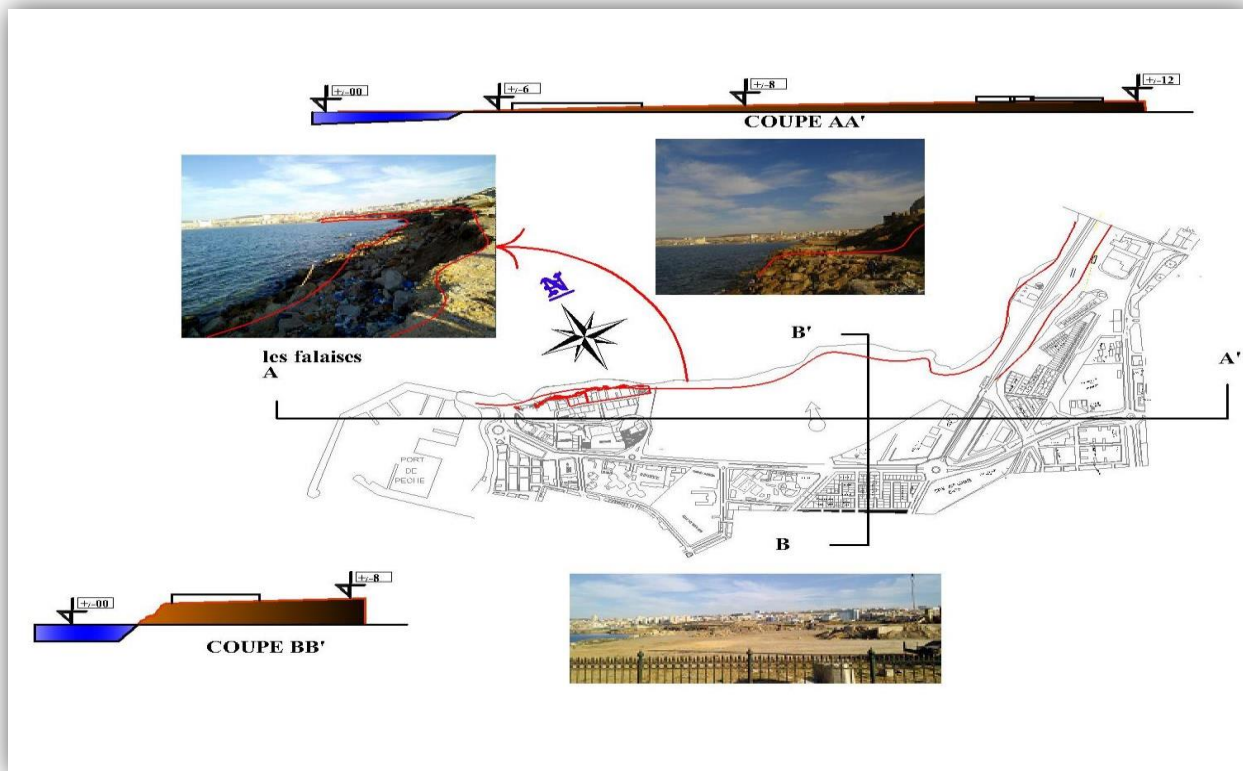 +/-00
+/-6
+/-8
+/-12
COUPE AA'
les falaises
N
A
B'
A'
PORT
DE
PECHE
B
+/-00
+/-8
COUPE BB'